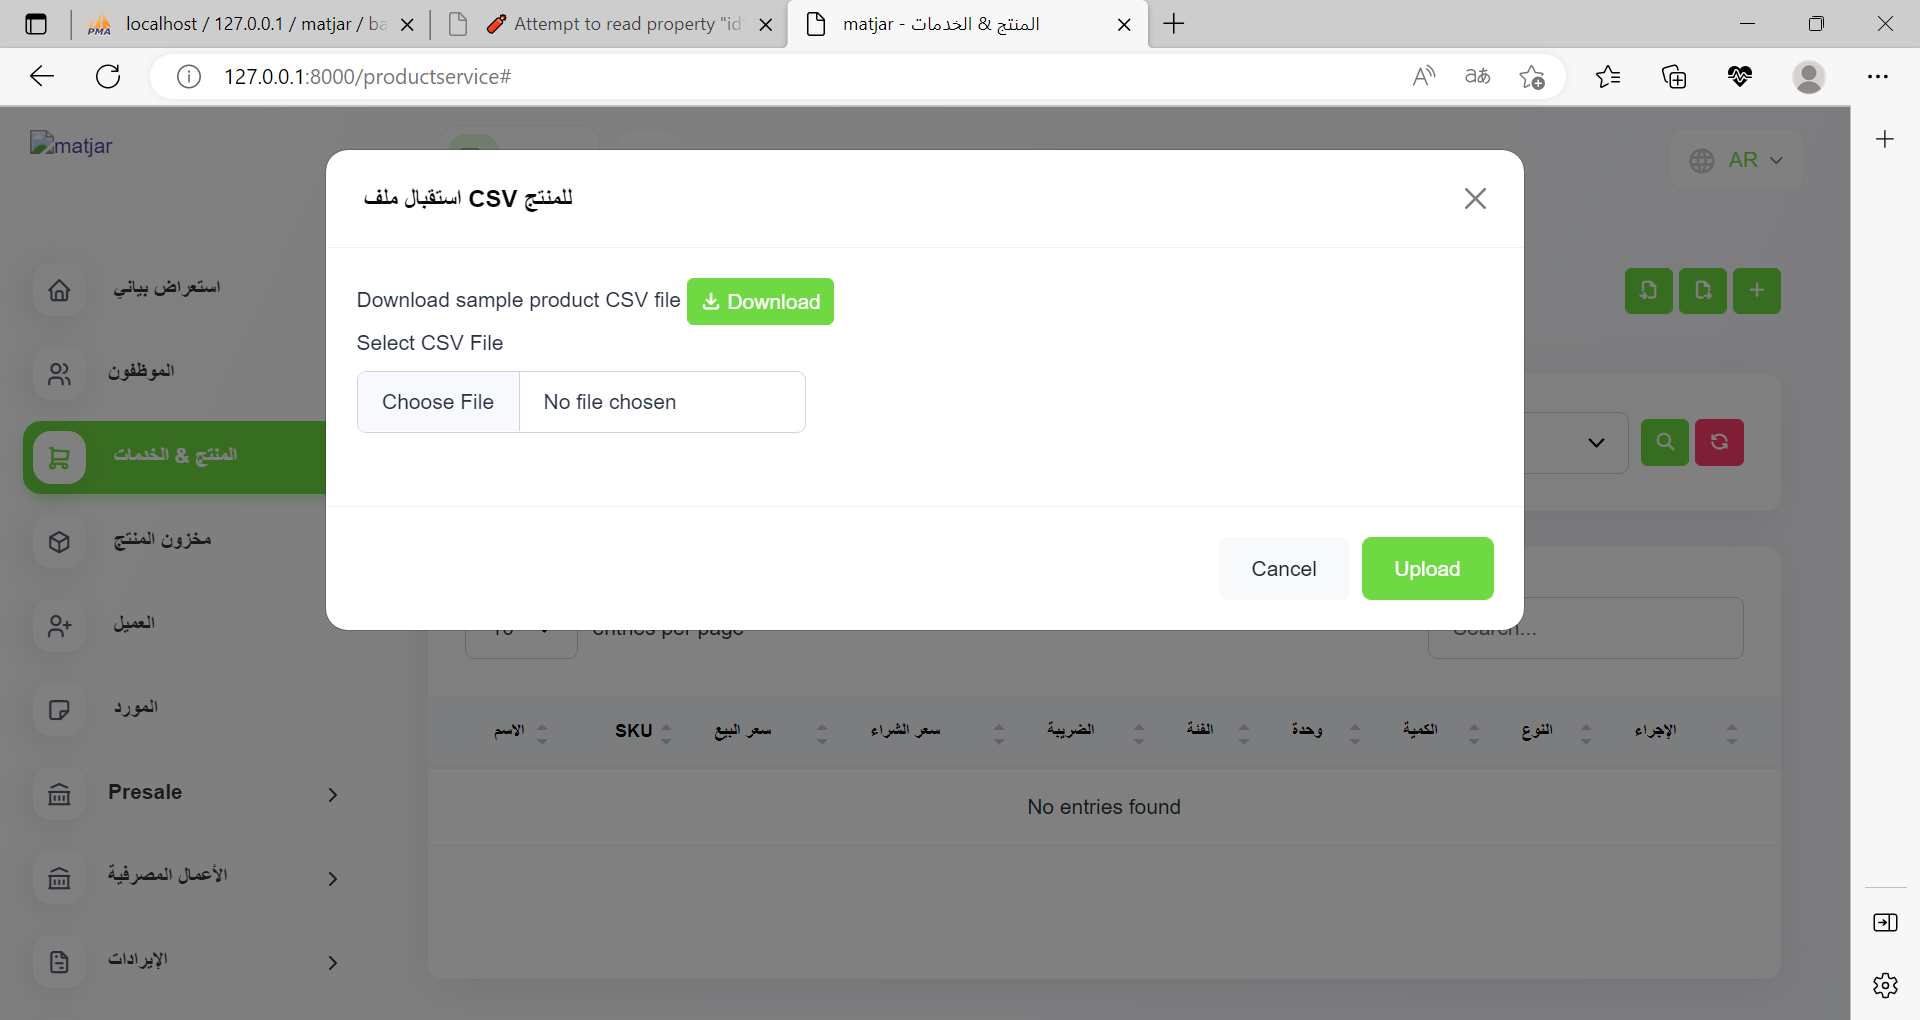 localhost / 127.0.0.1 / matjar / ba
Attempt to read property "id"
matjar - المنتج & الخدمات
127.0.0.1:8000/productservice#
matjar
AR
استقبال ملف CSV للمنتج
Download sample product CSV file Download
Select CSV File
Choose File No file chosen
Cancel Upload
استعراض بياني
الموظفون
المنتج & الخدمات
مخزون المنتج
العميل
المورد
Presale
الأعمال المصرفية
الإيرادات
10 entries per page
Search...
الاسم SKU سعر البيع سعر الشراء الضريبة الفئة وحدة الكمية النوع الإجراء
No entries found